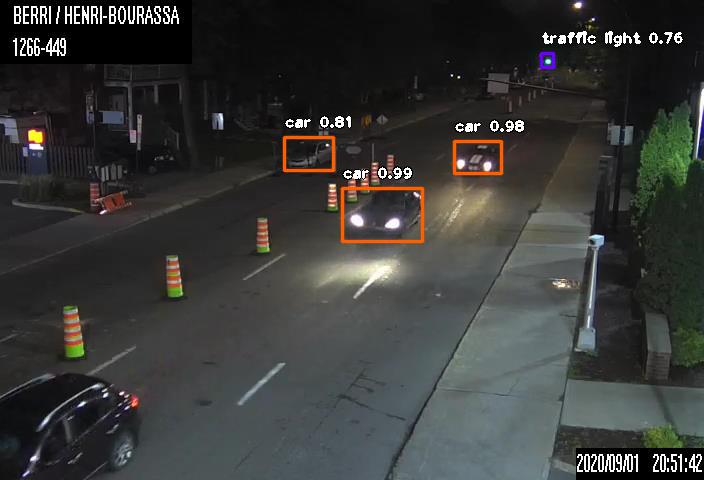 BERRI / HENRI-BOURASSA
1266-449
traffic light 0.76
car 0.81
car 0.98
car 0.99
2020/09/01 20:51:42